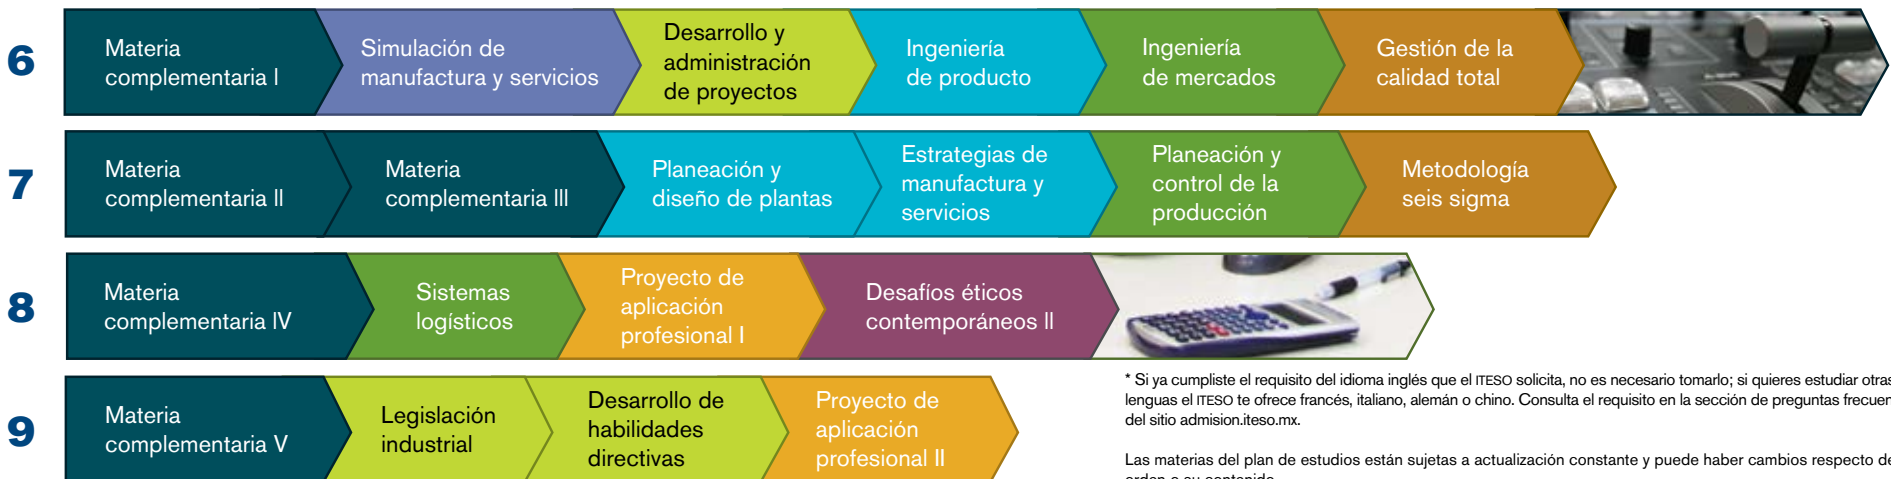 6
Materia
complementaria I
Simulación de
manufactura y servicios
Desarrollo y
administración
de proyectos
Ingeniería
de producto
Ingeniería
de mercados
Gestión de la
calidad total
7
Materia
complementaria II
Materia
complementaria III
Planeación y
diseño de plantas
Estrategias de
manufactura y
servicios
Planeación y
control de la
producción
Metodología
seis sigma
8
Materia
complementaria IV
Sistemas
logísticos
Proyecto de
aplicación
profesional I
Desafíos éticos
contemporáneos II
9
Materia
complementaria V
Legislación
industrial
Desarrollo de
habilidades
directivas
Proyecto de
aplicación
profesional II
* Si ya cumpliste el requisito del idioma inglés que el ITESO solicita, no es necesario tomarlo; si quieres estudiar otras
lenguas el ITESO te ofrece francés, italiano, alemán o chino. Consulta el requisito en la sección de preguntas frecuen
del sitio admision.iteso.mx.
Las materias del plan de estudios están sujetas a actualización constante y puede haber cambios respecto de